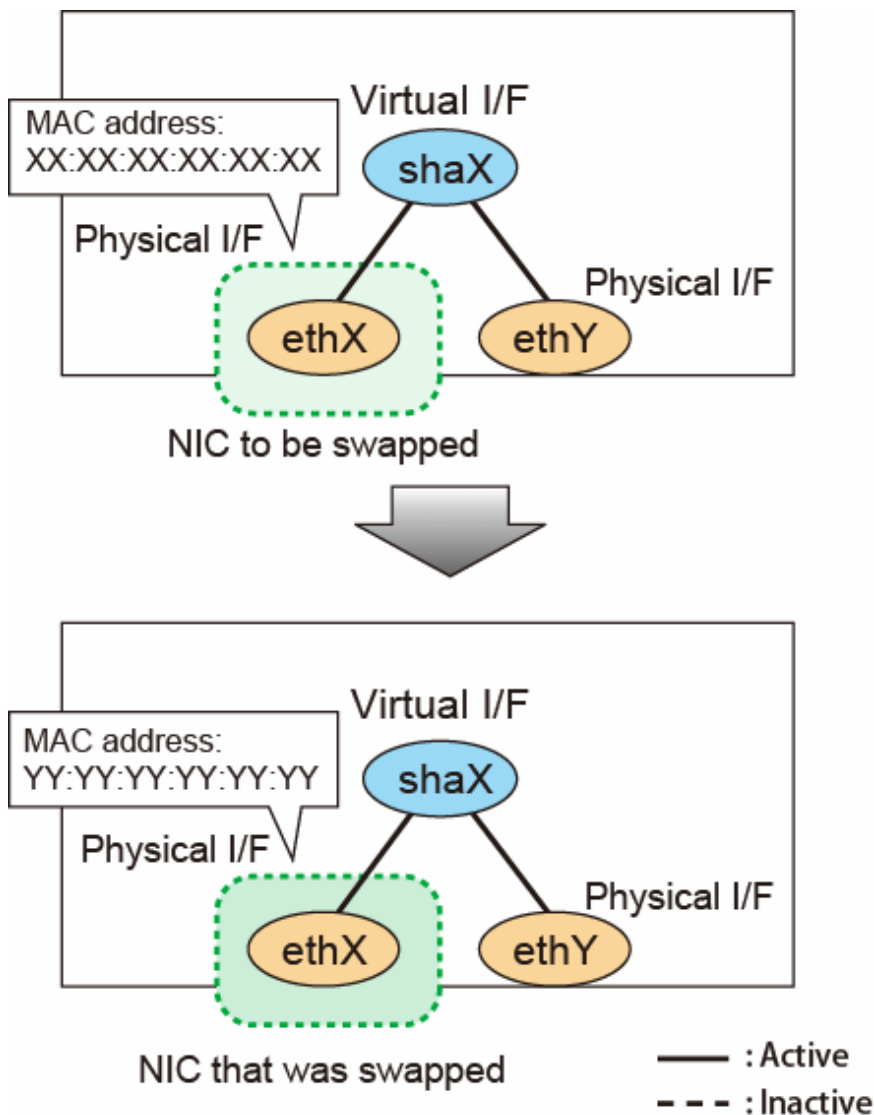 Virtual I/F
MAC address:
XX:XX:XX:XX:XX:XX
shaX
Physical I/F
Physical I/F
ethX
ethY
NIC to be swapped
Virtual I/F
MAC address:
YY:YY:YY:YY:YY:YY
shaX
Physical I/F
Physical I/F
ethX
ethY
NIC that was swapped
: Active
: Inactive